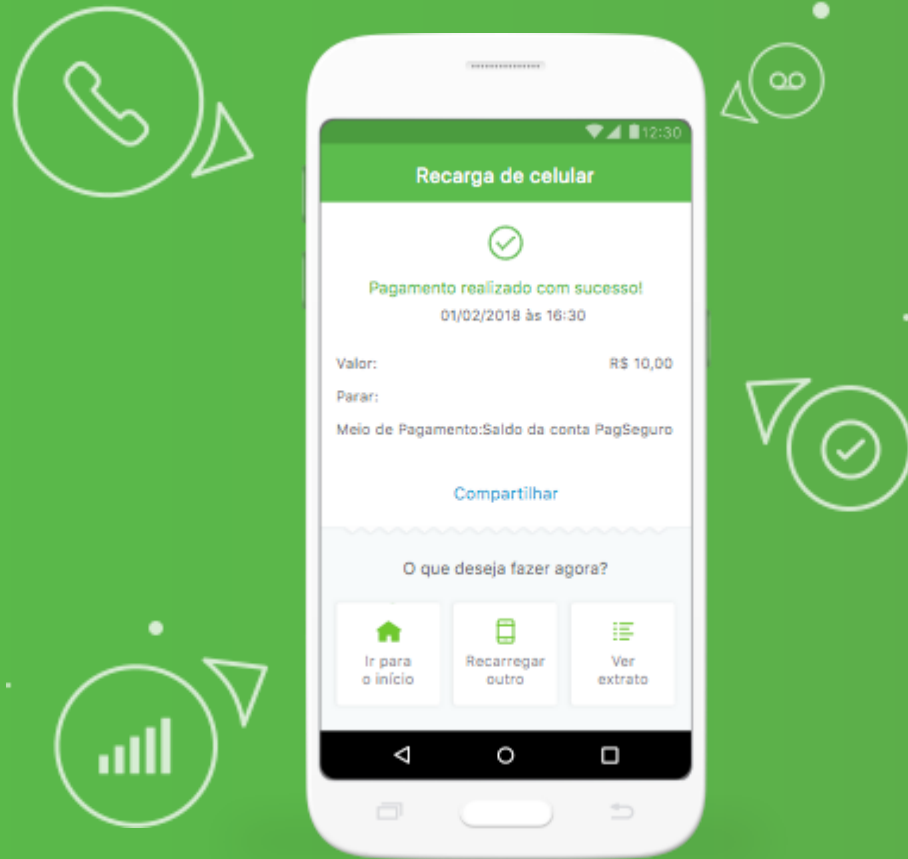 12:30
Recarga de celular
Pagamento realizado com sucesso!
01/02/2018 às 16:30
Valor: R$ 10,00
Parar:
Meio de Pagamento:Saldo da conta PagSeguro
Compartilhar
O que deseja fazer agora?
Ir para Recarregar Ver
o início outro extrato